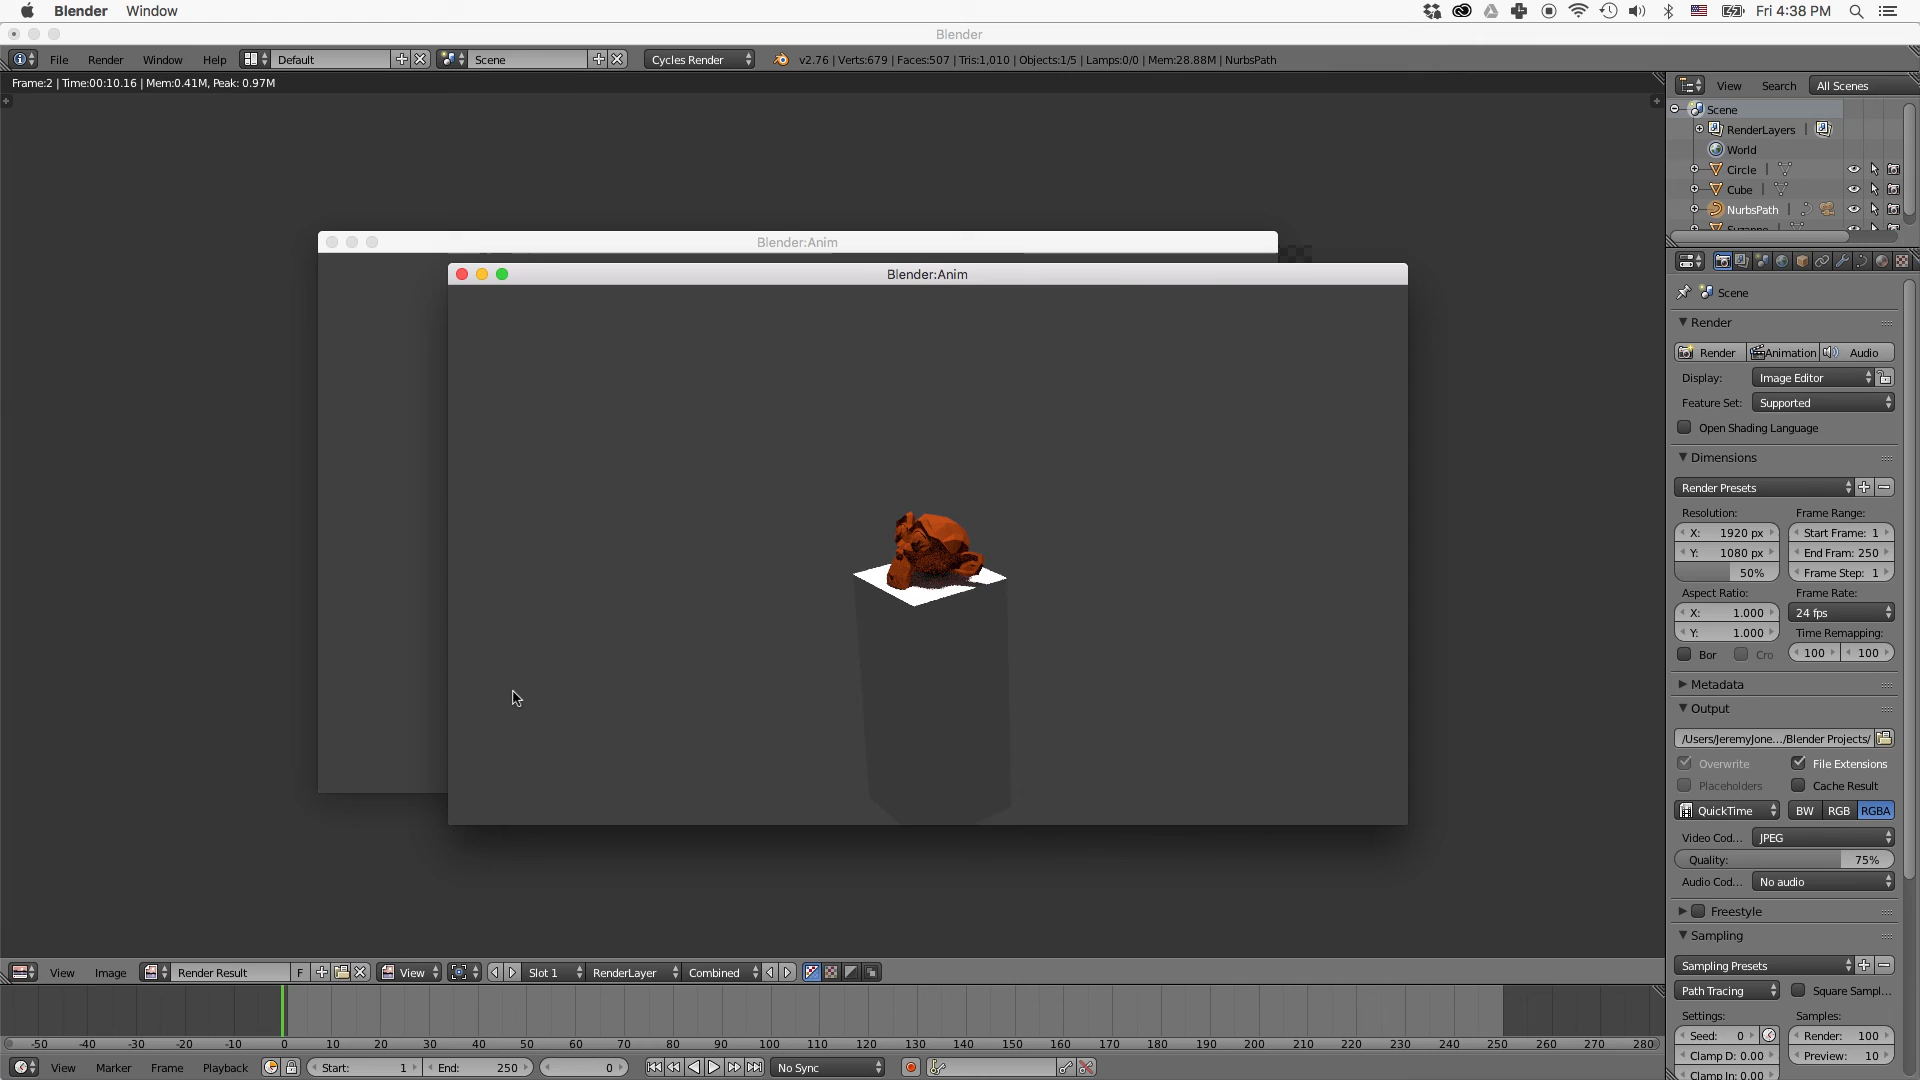 Blender Window Fri 4:38 PM
Blender
File Render Window Help Default Scene Cycles Render v2.76 | Verts:679 | Faces:507 | Tris:1,010 | Objects:1/5 | Lamps:0/0 | Mem:28.88M | NurbsPath
Frame:2 | Time:00:10.16 | Mem:0.41M, Peak: 0.97M
View Search All Scenes
Scene
RenderLayers
World
Circle
Cube
NurbsPath
Suzanne
Blender:Anim
Blender:Anim
Scene
Render
Render Animation Audio
Display: Image Editor
Feature Set: Supported
Open Shading Language
Dimensions
Render Presets
Resolution: Frame Range:
X: 1920 px Start Frame: 1
Y: 1080 px End Fram: 250
50% Frame Step: 1
Aspect Ratio: Frame Rate:
X: 1.000 24 fps
Y: 1.000 Time Remapping:
Bor Cro 100 100
Metadata
Output
/Users/JeremyJone.../Blender Projects/
Overwrite File Extensions
Placeholders Cache Result
QuickTime BW RGB RGBA
Video Cod... JPEG
Quality: 75%
Audio Cod... No audio
Freestyle
Sampling
Sampling Presets
Path Tracing Square Sampl...
Settings: Samples:
Seed: 0 Render: 100
Clamp D: 0.00 Preview: 10
Clamp In: 0.00
View Image Render Result F View Slot 1 RenderLayer Combined
-50 -40 -30 -20 -10 0 10 20 30 40 50 60 70 80 90 100 110 120 130 140 150 160 170 180 190 200 210 220 230 240 250 260 270 280
View Marker Frame Playback Start: 1 End: 250 0 No Sync